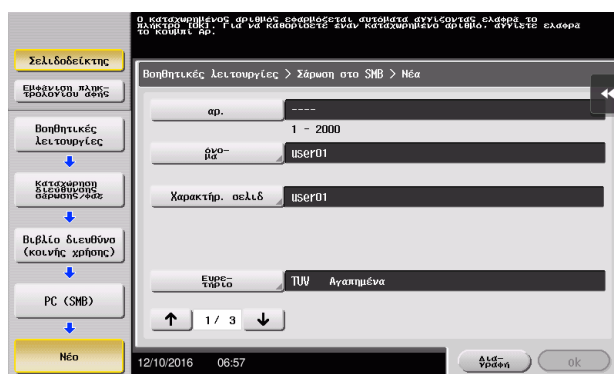 Ο καταχωρημένος αριθμός εφαρμόζεται αυτόματα αγγίζοντας ελαφρά το
πλήκτρο [OK]. Για να καθορίσετε έναν καταχωρημένο αριθμό, αγγίξτε ελαφρά
το κουμπί Αρ.
Σελιδοδείκτης
Εμφάνιση πληκ-
τρολογίου αφής
Βοηθητικές
λειτουργίες
Καταχώρηση
διεύθυνσης
σάρωσης/φαξ
Βιβλίο διευθύνσ
(κοινής χρήσης)
PC (SMB)
Νέο
Βοηθητικές λειτουργίες > Σάρωση στο SMB > Νέα
αρ.
----
1 - 2000
όνο-
μα
user01
Χαρακτήρ. σελιδ
user01
Ευρε-
τήριο
TUV Αγαπημένα
1/ 3
12/10/2016 06:57
Δια-
γραφή
ok